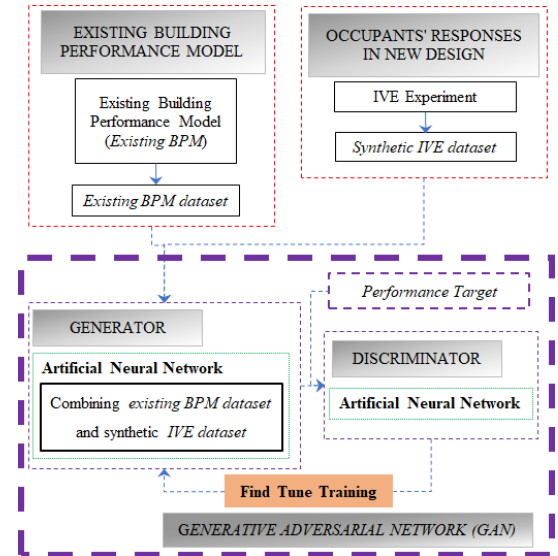 EXISTING BUILDING
PERFORMANCE MODEL
Existing Building
Performance Model
(Existing BPM)
Existing BPM dataset
OCCUPANTS' RESPONSES
IN NEW DESIGN
IVE Experiment
Synthetic IVE dataset
Performance Target
GENERATOR
Artificial Neural Network
Combining existing BPM dataset
and synthetic IVE dataset
DISCRIMINATOR
Artificial Neural Network
Find Tune Training
GENERATIVE ADVERSARIAL NETWORK (GAN)